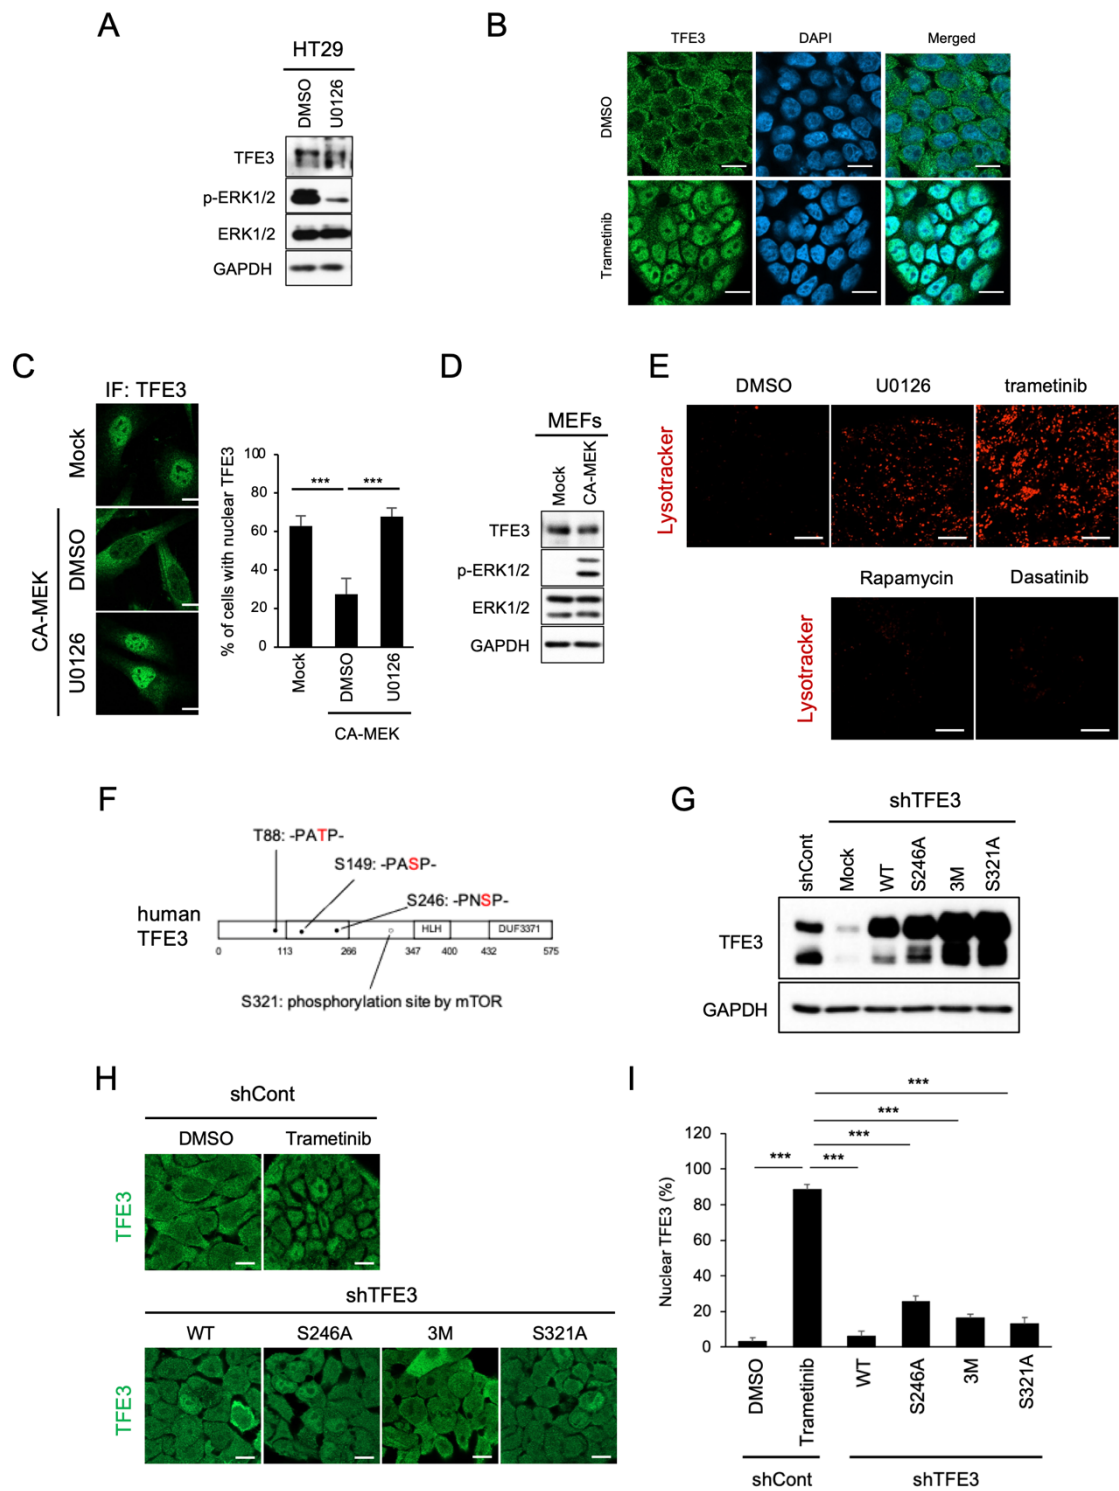 A
HT29
DMSO
U0126
TFE3
p-ERK1/2
ERK1/2
GAPDH
B
TFE3
DAPI
Merged
DMSO
Trametinib
C
IF: TFE3
Mock
CA-MEK
DMSO
U0126
% of cells with nuclear TFE3
100
80
60
40
20
0
***
***
Mock
DMSO
U0126
CA-MEK
D
MEFs
Mock
CA-MEK
TFE3
p-ERK1/2
ERK1/2
GAPDH
E
DMSO
U0126
trametinib
Lysotracker
Rapamycin
Dasatinib
Lysotracker
F
T88: -PATP-
S149: -PASP-
S246: -PNSP-
human
TFE3
HLH
DUF3371
0
113
266
347
400
432
575
S321: phosphorylation site by mTOR
G
shTFE3
shCont
Mock
WT
S246A
3M
S321A
TFE3
GAPDH
H
shCont
DMSO
Trametinib
TFE3
shTFE3
WT
S246A
3M
S321A
TFE3
I
Nuclear TFE3 (%)
120
100
80
60
40
20
0
***
***
***
***
***
DMSO
Trametinib
WT
S246A
3M
S321A
shCont
shTFE3